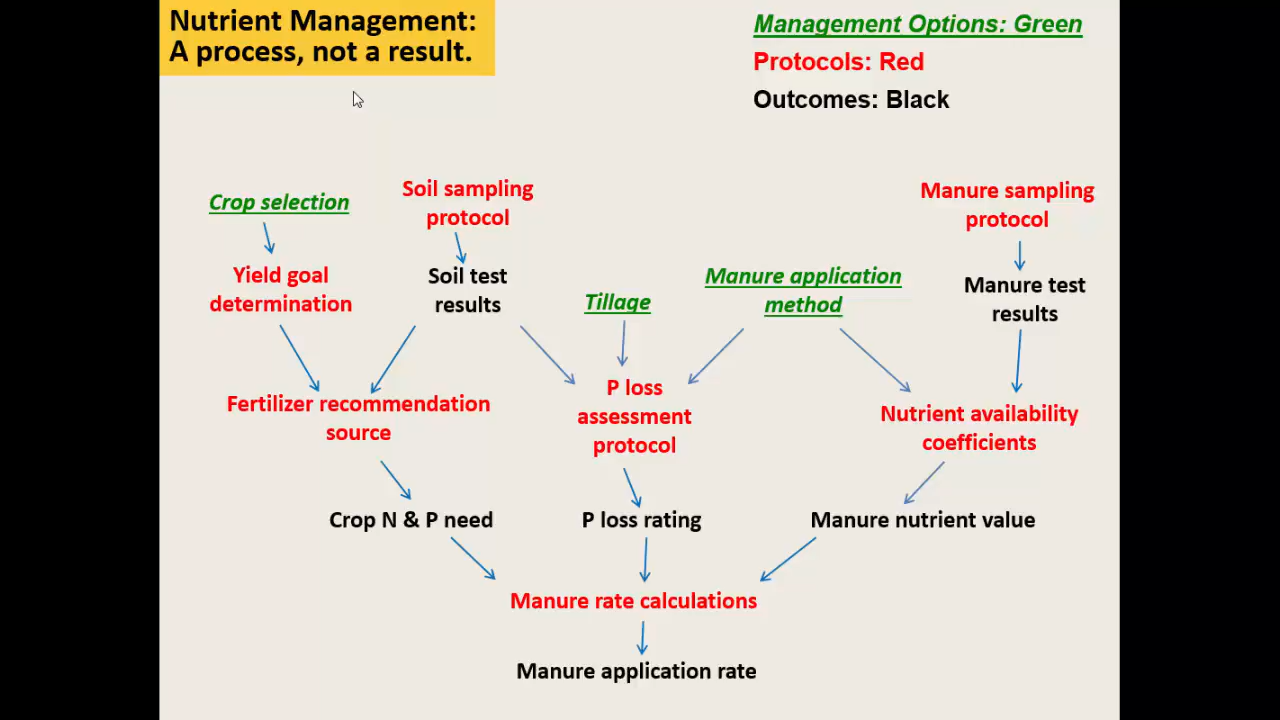 Nutrient Management:
A process, not a result.
Management Options: Green
Protocols: Red
Outcomes: Black
Crop selection
Soil sampling
protocol
Manure sampling
protocol
Yield goal
determination
Soil test
results
Tillage
Manure application
method
Manure test
results
Fertilizer recommendation
source
P loss
assessment
protocol
Nutrient availability
coefficients
Crop N & P need
P loss rating
Manure nutrient value
Manure rate calculations
Manure application rate